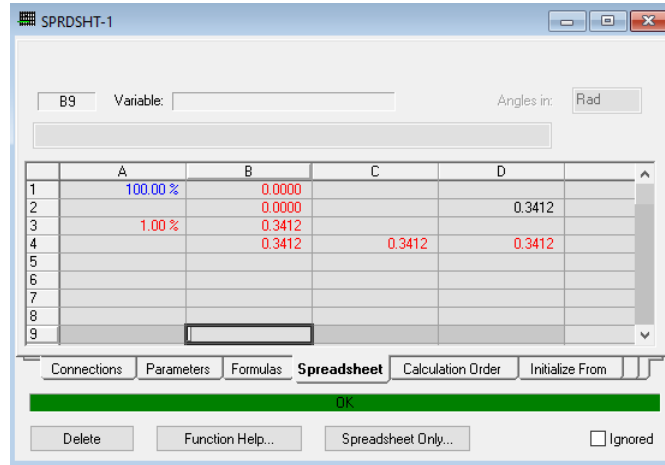 SPRDSHT-1
B9 Variable: Angles in: Rad
A B C D
1 100.00 % 0.0000
2 0.0000 0.3412
3 1.00 % 0.3412
4 0.3412 0.3412 0.3412
5
6
7
8
9
Connections Parameters Formulas Spreadsheet Calculation Order Initialize From
OK
Delete Function Help... Spreadsheet Only... Ignored